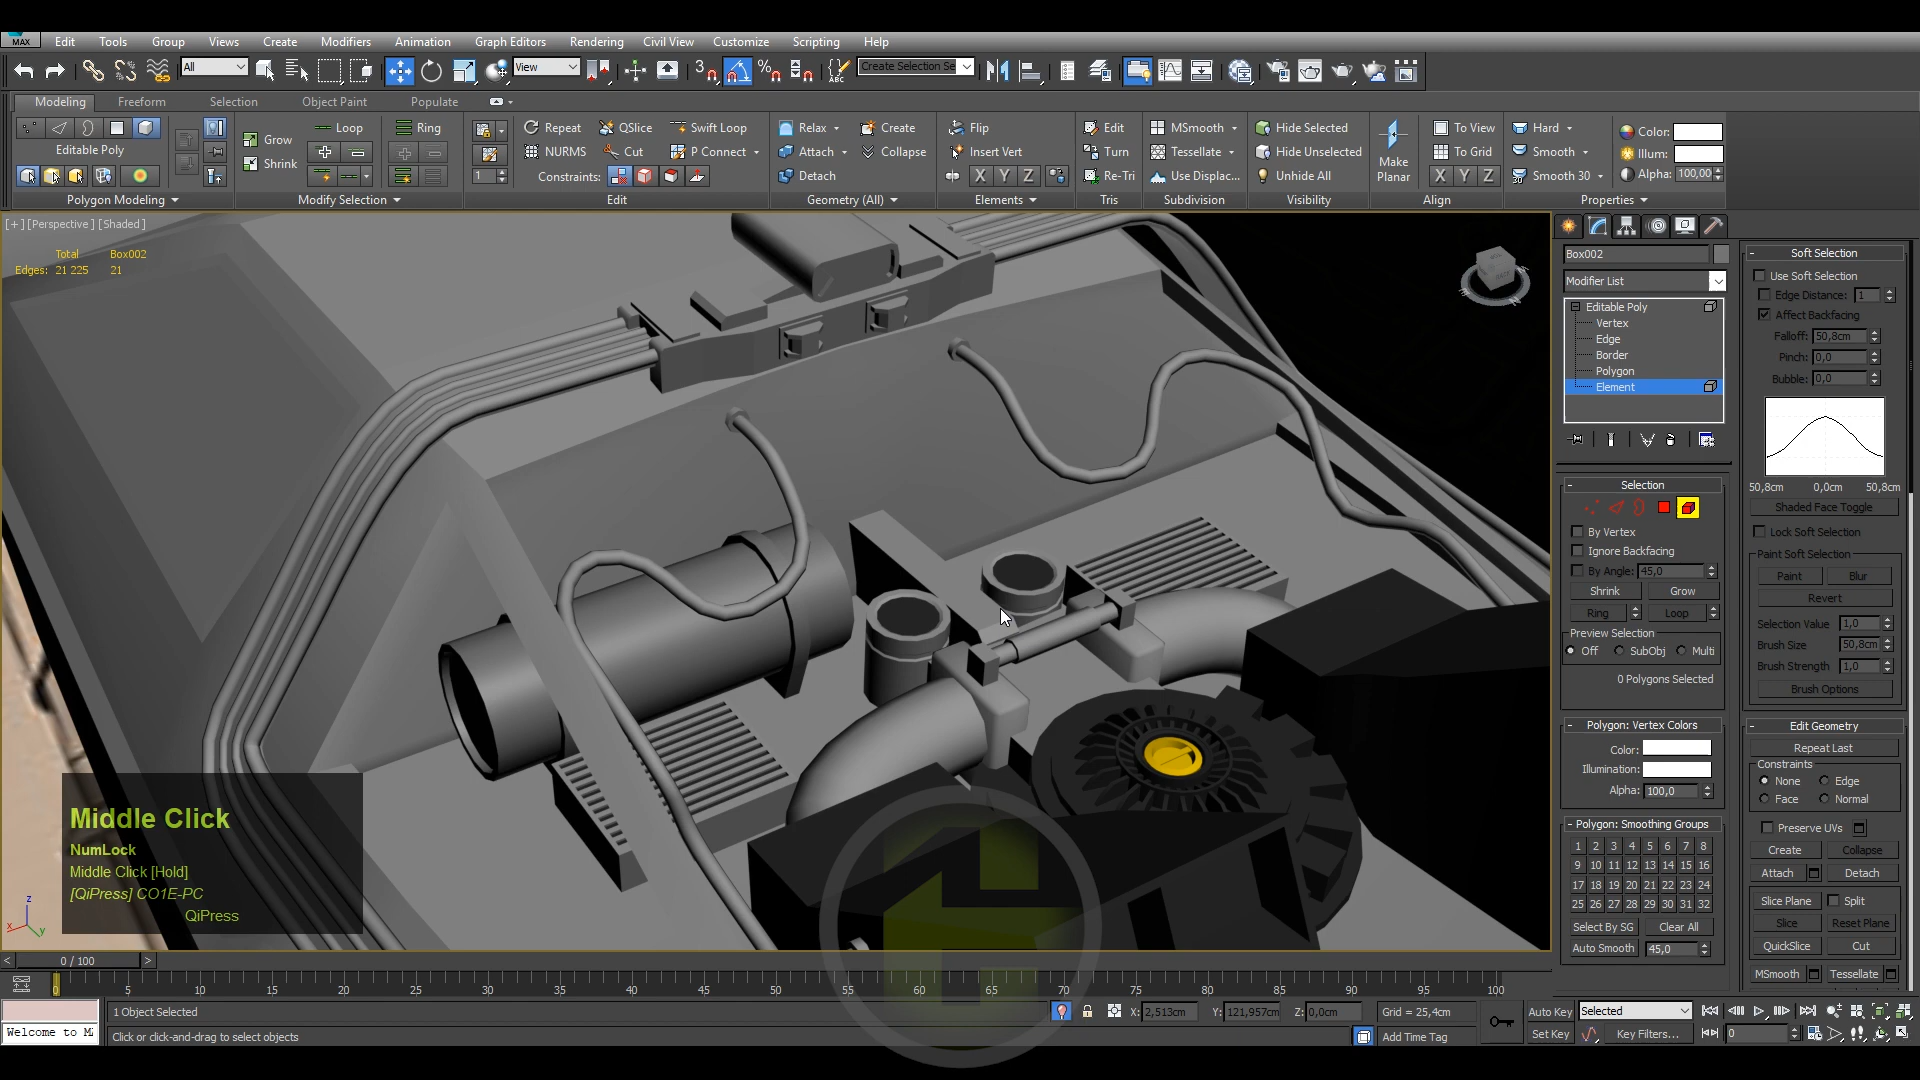 MAX Edit Tools Group Views Create Modifiers Animation Graph Editors Rendering Civil View Customize Scripting Help
All View 3 ABC Create Selection Se
Modeling Freeform Selection Object Paint Populate
Grow Loop Ring Repeat QSlice Swift Loop Relax Create Flip Edit MSmooth Hide Selected To View Hard Color:
Editable Poly Shrink NURMS Cut P Connect Attach Collapse Insert Vert Turn Tessellate Hide Unselected Make Planar To Grid Smooth Illum:
1 Constraints: Detach X Y Z Re-Tri Use Displac... Unhide All X Y Z Smooth 30 Alpha: 100,00
Polygon Modeling Modify Selection Edit Geometry (All) Elements Tris Subdivision Visibility Align Properties
[+] [Perspective ] [Shaded ]
Total Box002
Edges: 21 225 21
Middle Click
NumLock
Middle Click [Hold]
[QiPress] CO1E-PC
QiPress
z
x
y
Box002
Modifier List
Editable Poly
Vertex
Edge
Border
Polygon
Element
Selection
By Vertex
Ignore Backfacing
By Angle: 45,0
Shrink Grow
Ring Loop
Preview Selection
Off SubObj Multi
0 Polygons Selected
Polygon: Vertex Colors
Color:
Illumination:
Alpha: 100,0
Polygon: Smoothing Groups
1 2 3 4 5 6 7 8
9 10 11 12 13 14 15 16
17 18 19 20 21 22 23 24
25 26 27 28 29 30 31 32
Select By SG Clear All
Auto Smooth 45,0
Soft Selection
Use Soft Selection
Edge Distance: 1
Affect Backfacing
Falloff: 50,8cm
Pinch: 0,0
Bubble: 0,0
50,8cm 0,0cm 50,8cm
Shaded Face Toggle
Lock Soft Selection
Paint Soft Selection
Paint Blur
Revert
Selection Value 1,0
Brush Size 50,8cm
Brush Strength 1,0
Brush Options
Edit Geometry
Repeat Last
Constraints
None Edge
Face Normal
Preserve UVs
Create Collapse
Attach Detach
Slice Plane Split
Slice Reset Plane
QuickSlice Cut
MSmooth Tessellate
< 0 / 100 >
0 5 10 15 20 25 30 35 40 45 50 55 60 65 70 75 80 85 90 95 100
1 Object Selected X: 2,513cm Y: 121,957cm Z: 0,0cm Grid = 25,4cm Auto Key Selected
Welcome to M Click or click-and-drag to select objects Add Time Tag Set Key Key Filters... 0